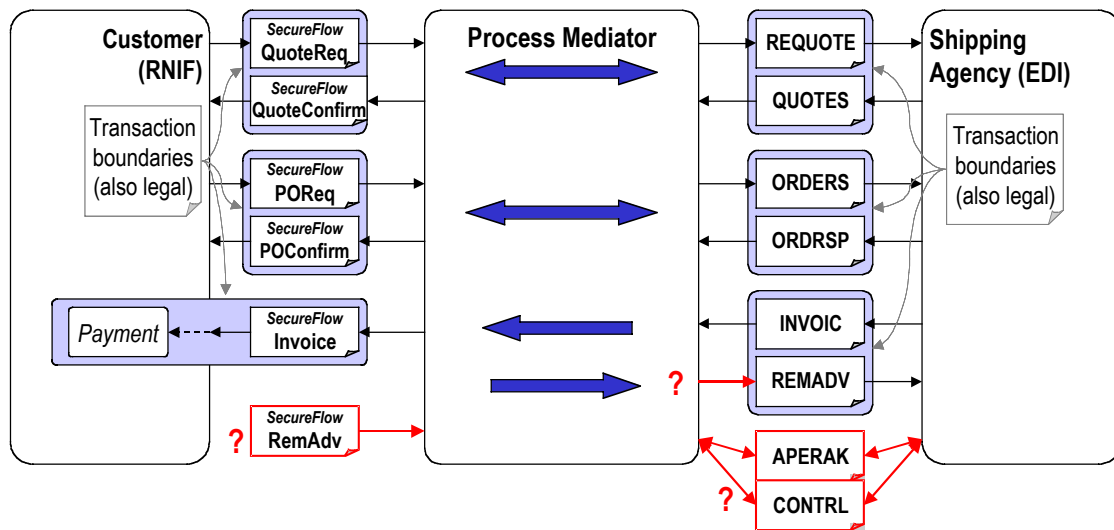 Customer
(RNIF)
Transaction
boundaries
(also legal)
SecureFlow
QuoteReq
SecureFlow
QuoteConfirm
SecureFlow
POReq
SecureFlow
POConfirm
Payment
SecureFlow
Invoice
?
SecureFlow
RemAdv
Process Mediator
REQUOTE
QUOTES
ORDERS
ORDRSP
INVOIC
?
REMADV
APERAK
?
CONTRL
Shipping
Agency (EDI)
Transaction
boundaries
(also legal)